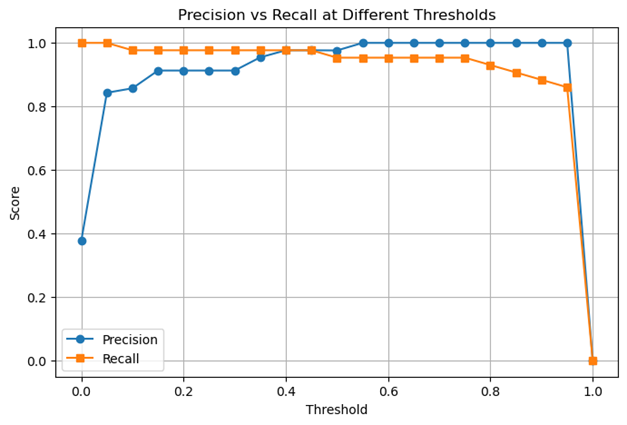 Precision vs Recall at Different Thresholds
Score
1.0
0.8
0.6
0.4
0.2
0.0
Precision
Recall
0.0 0.2 0.4 0.6 0.8 1.0
Threshold